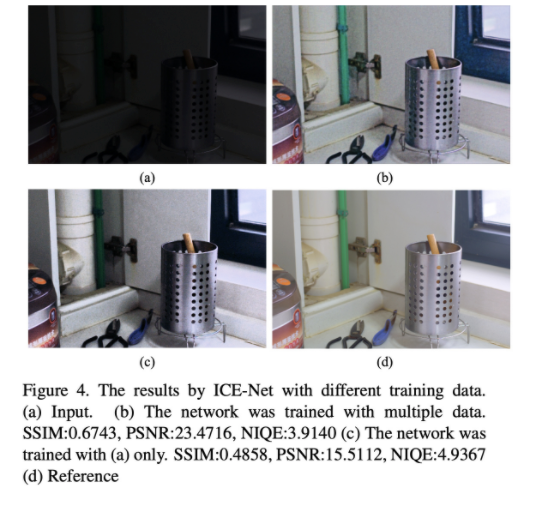 (a)
(b)
(c)
(d)
Figure 4. The results by ICE-Net with different training data.
(a) Input. (b) The network was trained with multiple data.
SSIM:0.6743, PSNR:23.4716, NIQE:3.9140 (c) The network was
trained with (a) only. SSIM:0.4858, PSNR:15.5112, NIQE:4.9367
(d) Reference